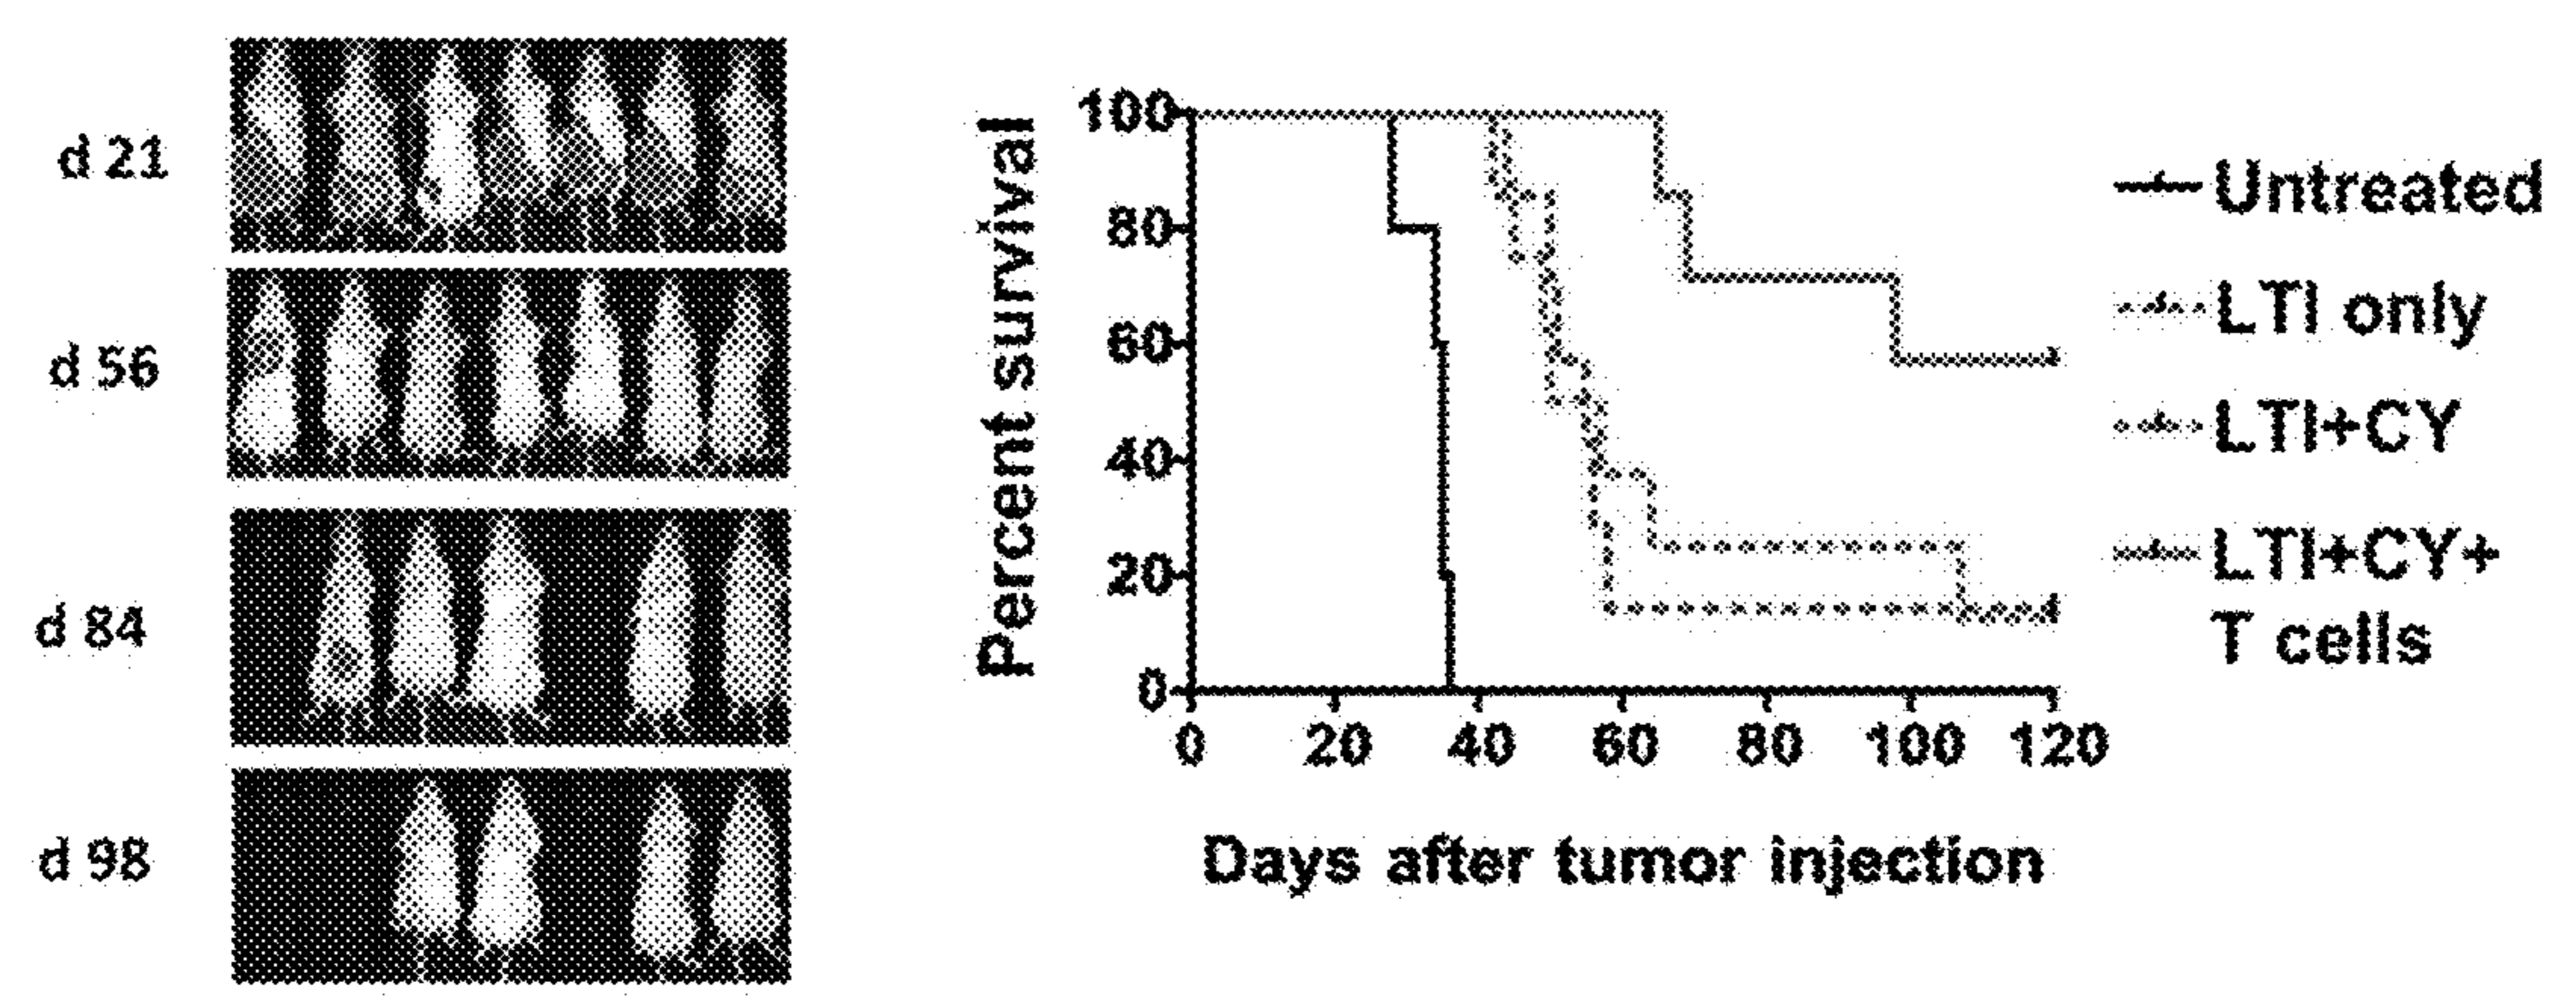 d 21
d 56
d 84
d 98
Percent survival
100
80
60
40
20
0
0 20 40 60 80 100 120
Days after tumor injection
Untreated
LTI only
LTI+CY
LTI+CY+
T cells